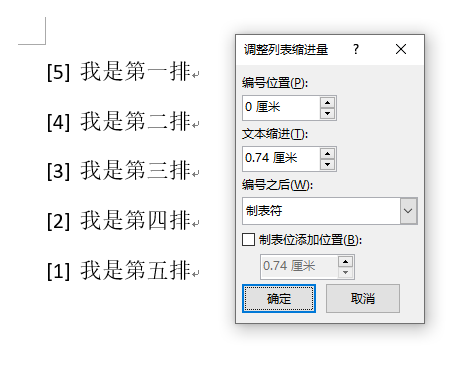 [5] 我是第一排↵
[4] 我是第二排↵
[3] 我是第三排↵
[2] 我是第四排↵
[1] 我是第五排↵
调整列表缩进量 ? ×
编号位置(P):
0 厘米
文本缩进(T):
0.74 厘米
编号之后(W):
制表符
制表位添加位置(B):
0.74 厘米
确定 取消